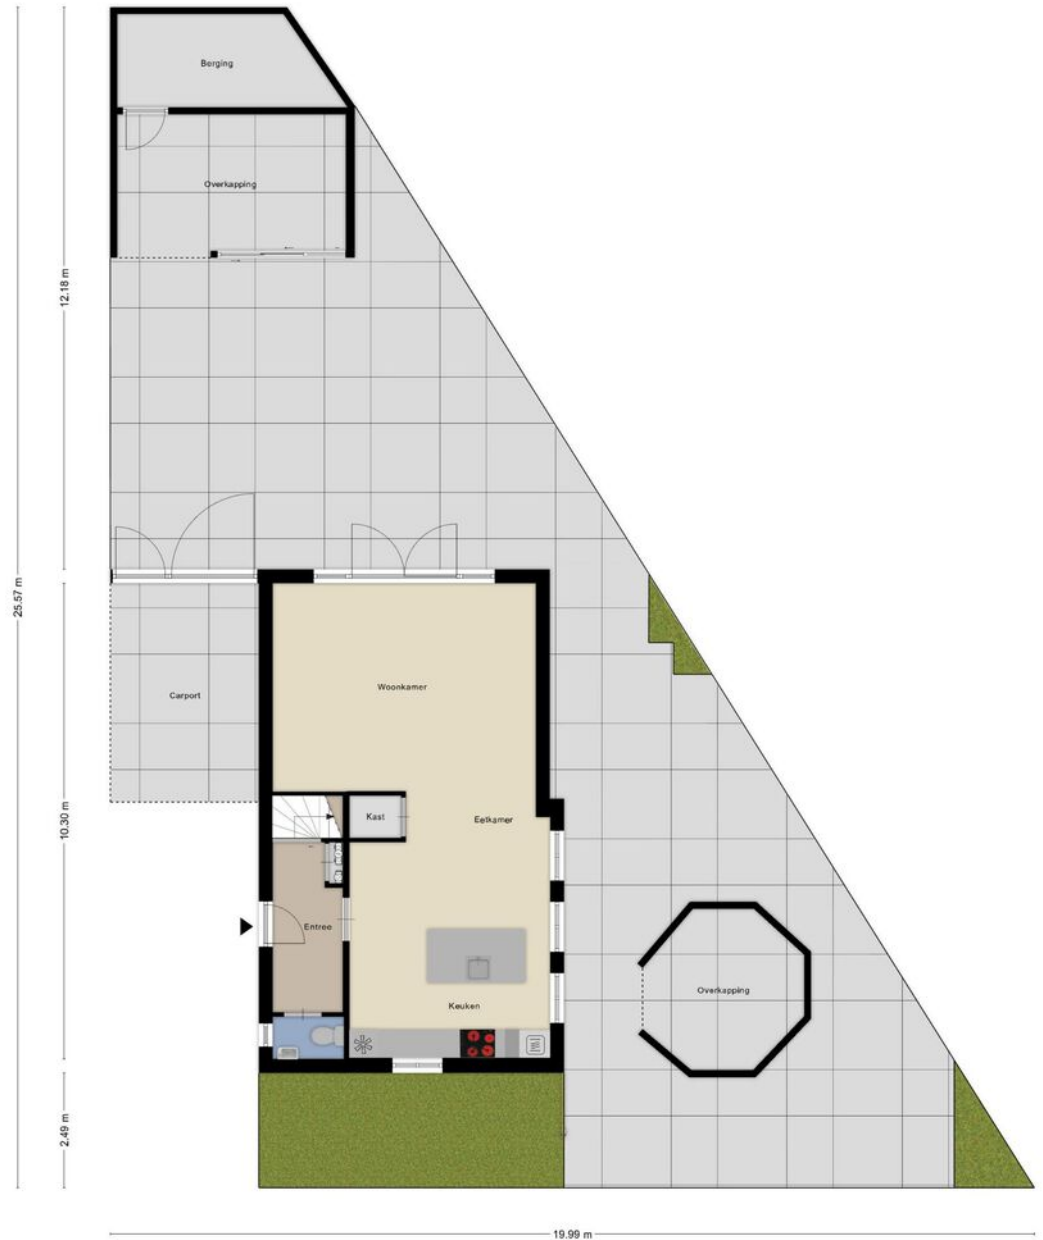 Berging
Overkapping
12.18 m
25.57 m
Woonkamer
Carport
Kast
Eetkamer
10.30 m
Entree
Overkapping
Keuken
2.49 m
19.99 m